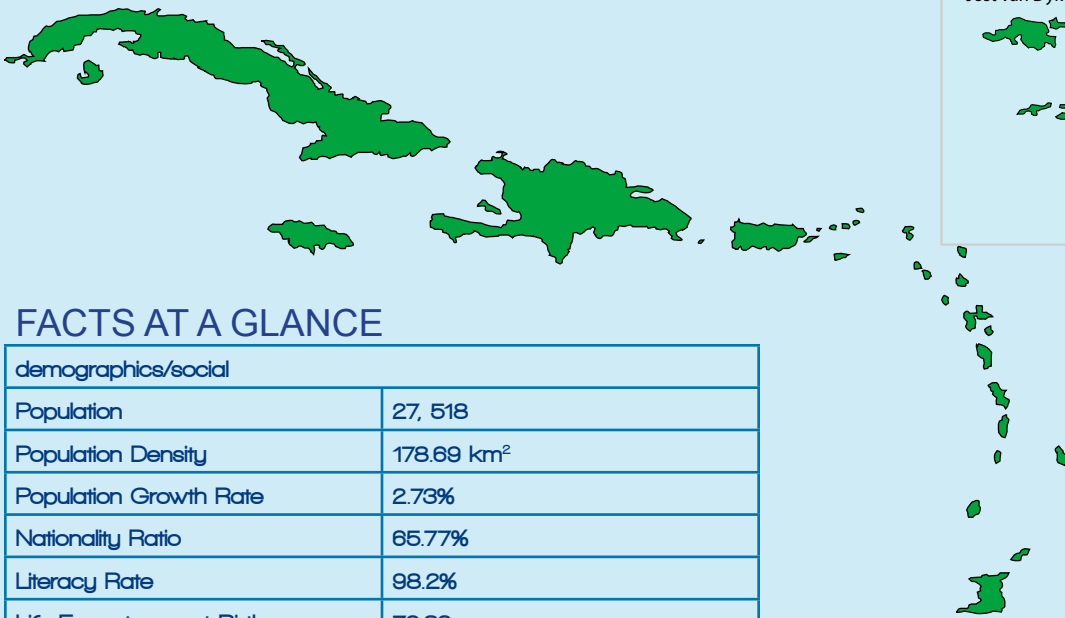 FACTS AT A GLANCE
demographics/social
Population 27, 518
Population Density 178.69 km²
Population Growth Rate 2.73%
Nationality Ratio 65.77%
Literacy Rate 98.2%